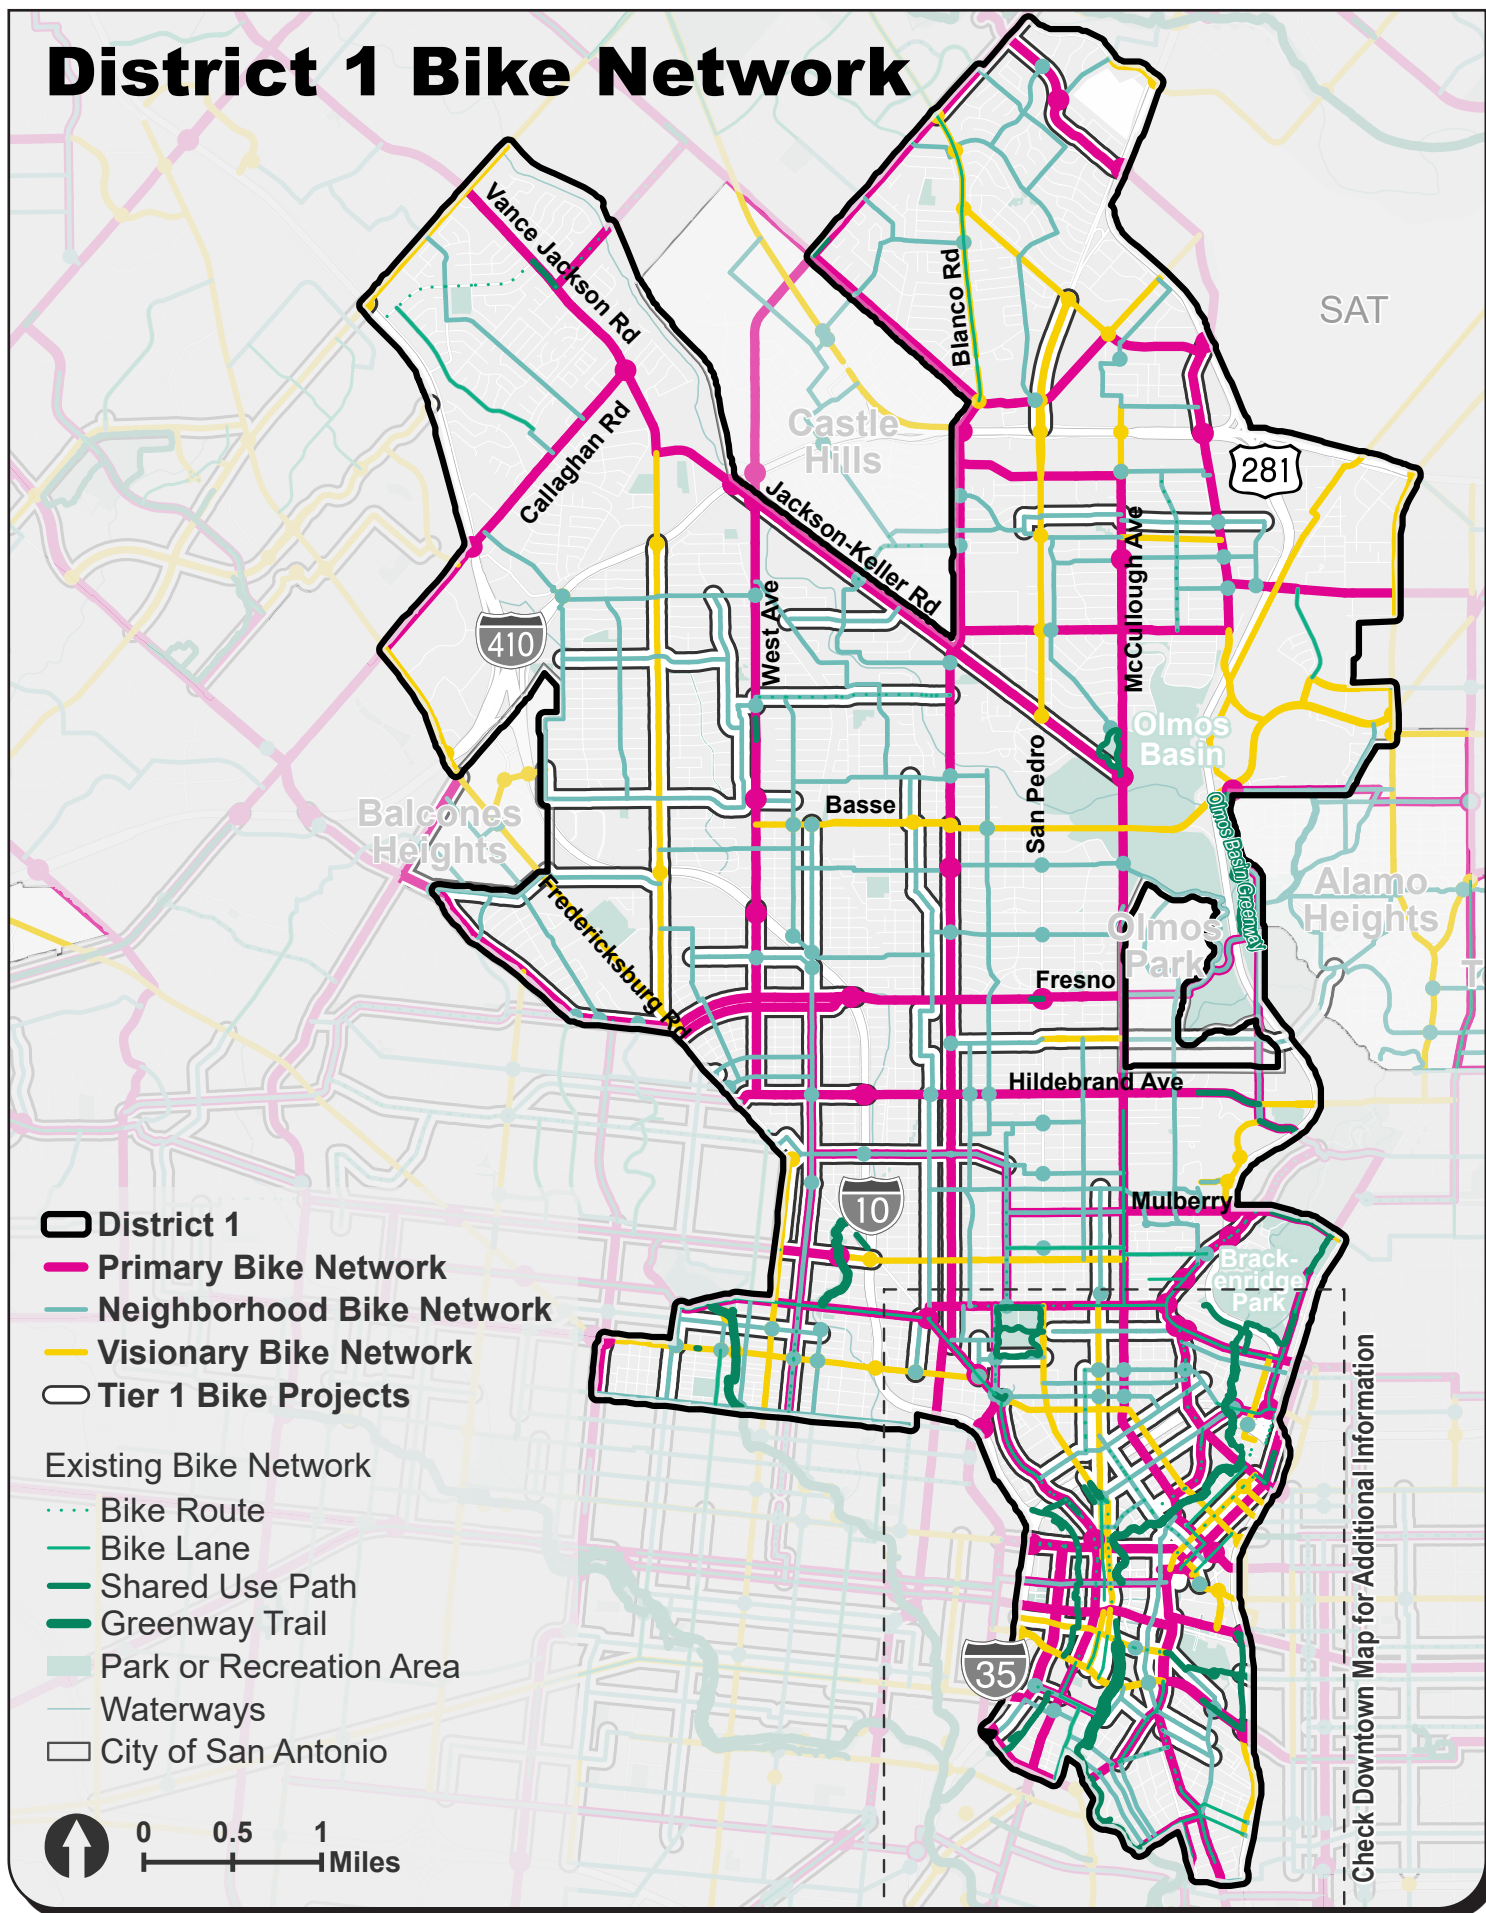 District 1 Bike Network
Vance Jackson Rd
Callaghan Rd
Blanco Rd
SAT
Castle
Hills
281
Jackson-Keller Rd
McCullough Ave
410
West Ave
Olmos
Basin
San Pedro
Basse
Balcones
Heights
Olmos Basin Greenway
Fredericksburg Rd
Alamo
Heights
Olmos
Park
T
Fresno
Hildebrand Ave
10
Mulberry
Brack-
enridge
Park
35
Check Downtown Map for Additional Information
District 1
Primary Bike Network
Neighborhood Bike Network
Visionary Bike Network
Tier 1 Bike Projects
Existing Bike Network
Bike Route
Bike Lane
Shared Use Path
Greenway Trail
Park or Recreation Area
Waterways
City of San Antonio
0 0.5 1
Miles